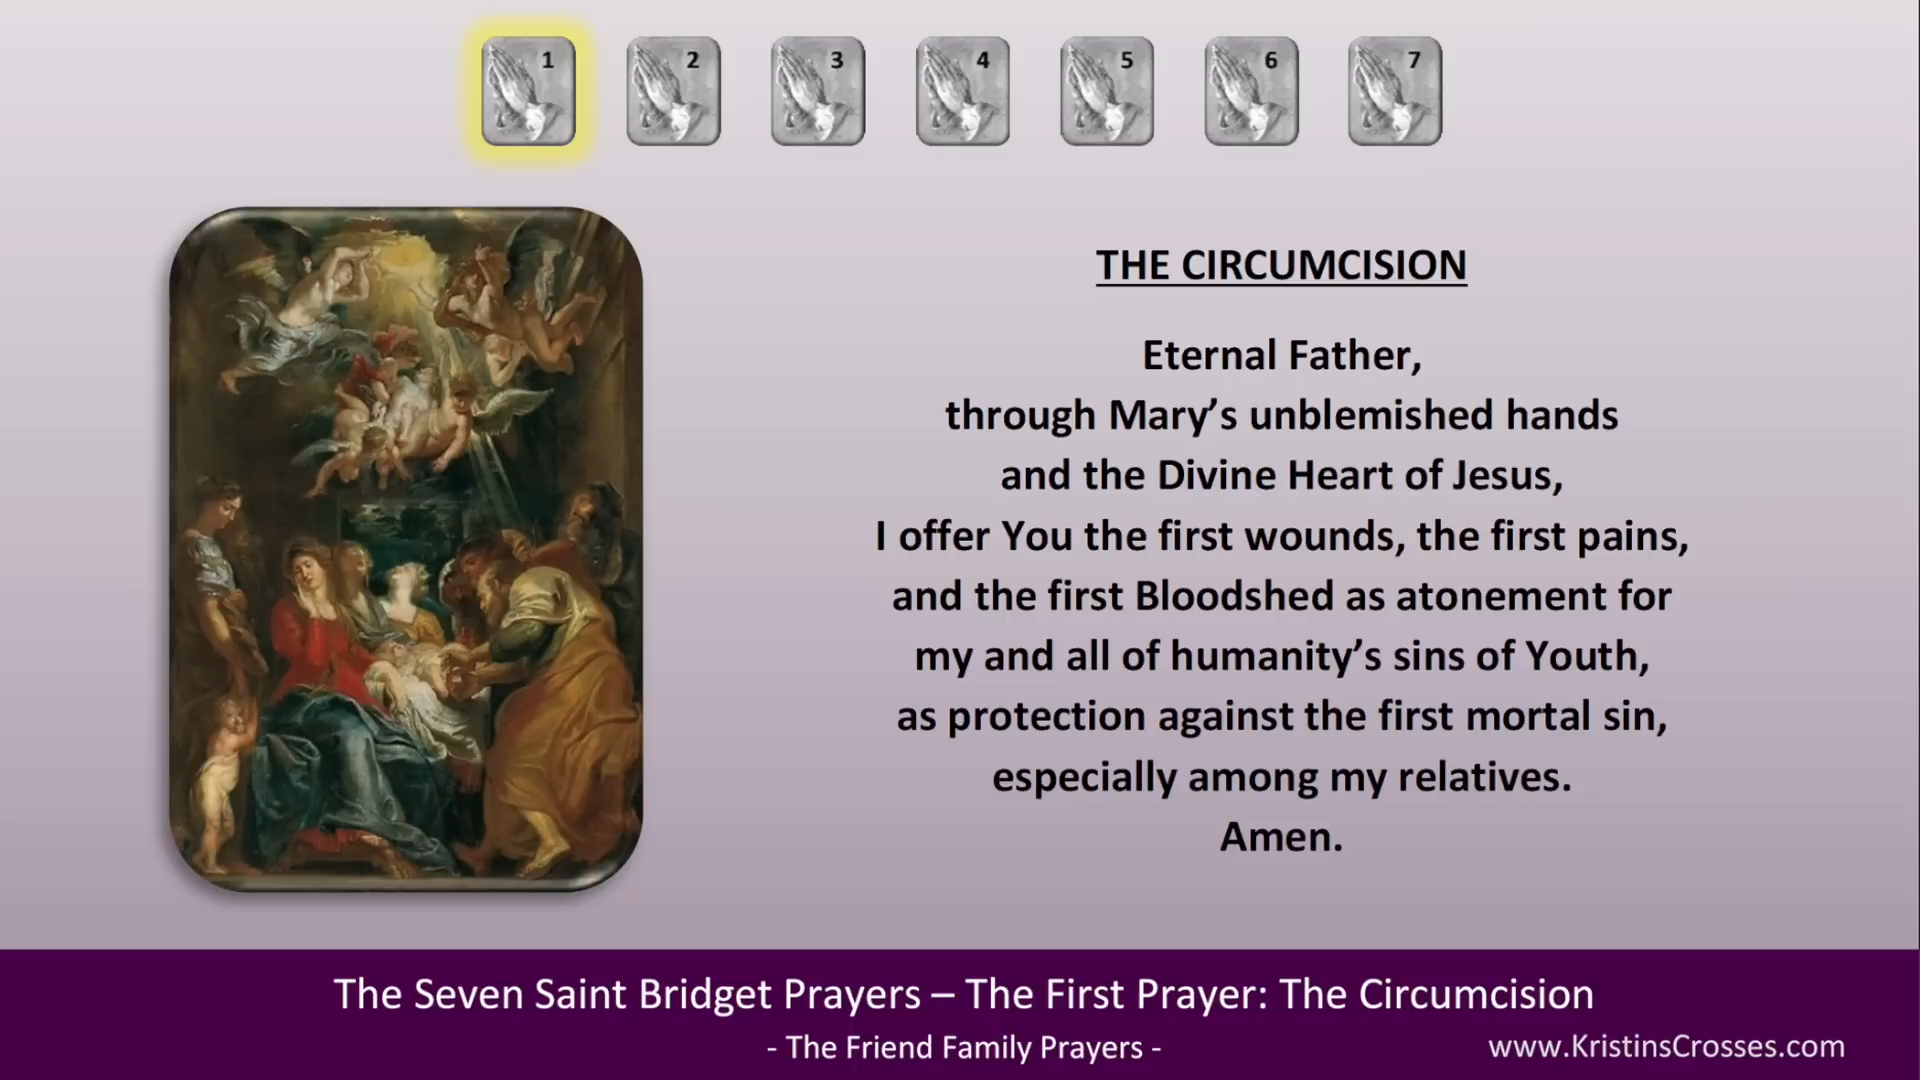 1
2
3
4
5
6
7
THE CIRCUMCISION
Eternal Father,
through Mary’s unblemished hands
and the Divine Heart of Jesus,
I offer You the first wounds, the first pains,
and the first Bloodshed as atonement for
my and all of humanity’s sins of Youth,
as protection against the first mortal sin,
especially among my relatives.
Amen.
The Seven Saint Bridget Prayers – The First Prayer: The Circumcision
- The Friend Family Prayers -
www.KristinsCrosses.com